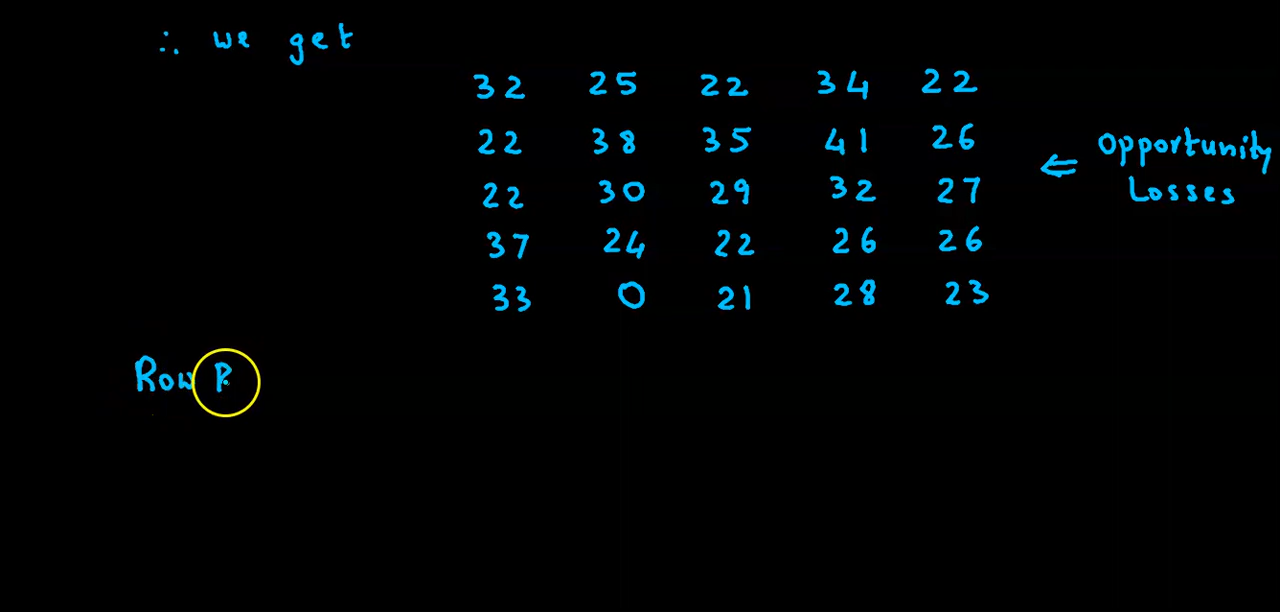 ∴ we get
32 25 22 34 22
22 38 35 41 26
22 30 29 32 27
37 24 22 26 26
33 0 21 28 23
⇐ Opportunity
Losses
Row P